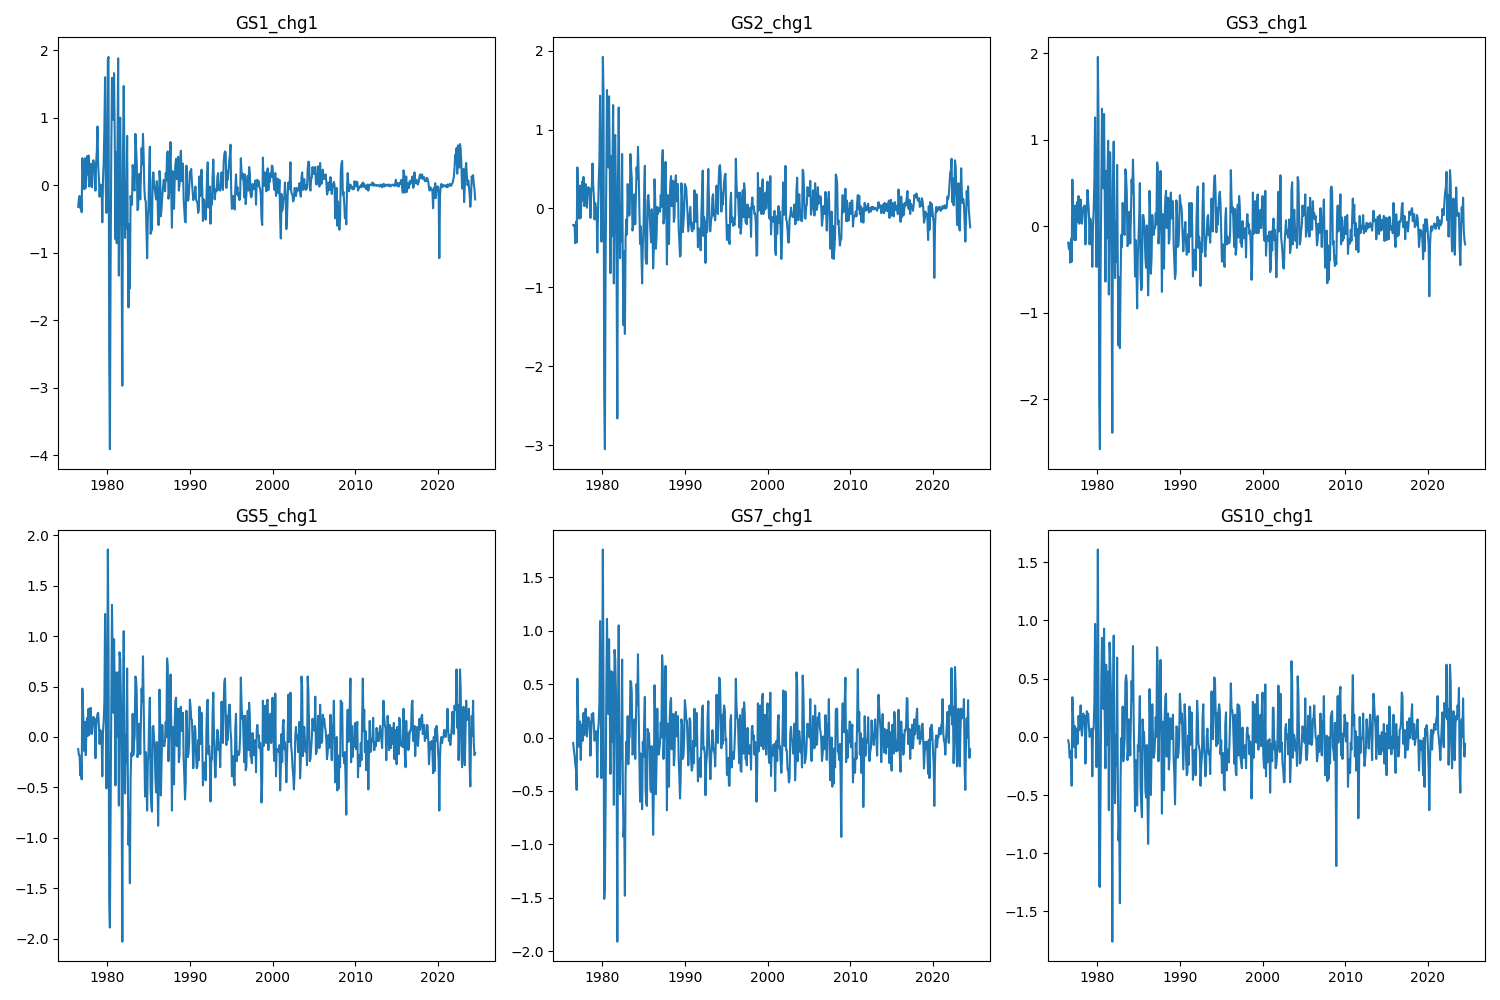 GS1_chg1 GS2_chg1 GS3_chg1
2 2 2
1 1 1
0 0 0
−1 −1 −1
−2 −2 −2
−3 −3
−4
1980 1990 2000 2010 2020 1980 1990 2000 2010 2020 1980 1990 2000 2010 2020
GS5_chg1 GS7_chg1 GS10_chg1
2.0 1.5 1.5
1.5 1.0 1.0
1.0 0.5 0.5
0.5 0.0 0.0
0.0 −0.5 −0.5
−0.5 −1.0 −1.0
−1.0 −1.5 −1.5
−1.5 −2.0
−2.0
1980 1990 2000 2010 2020 1980 1990 2000 2010 2020 1980 1990 2000 2010 2020